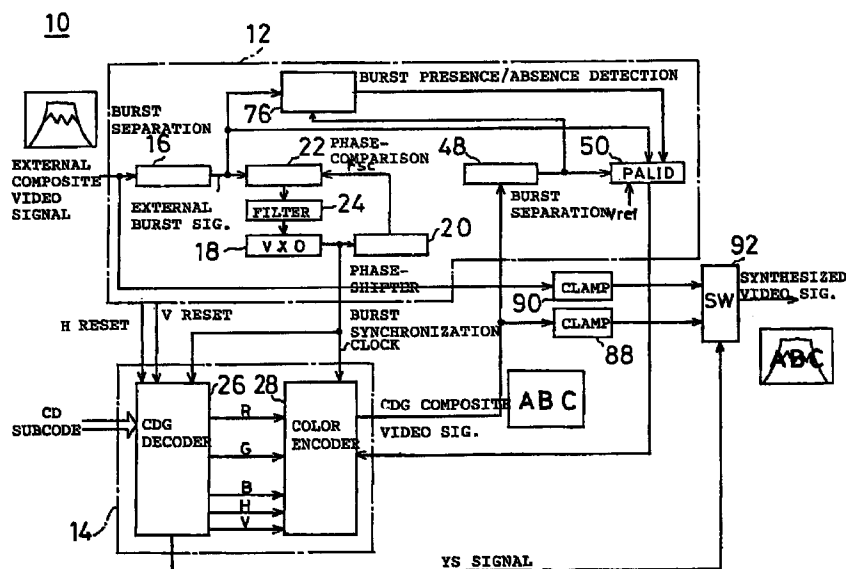 10
12
BURST PRESENCE/ABSENCE DETECTION
76
BURST
SEPARATION
16
22
PHASE-
COMPARISON
Fsc
48
50
PALID
EXTERNAL
COMPOSITE
VIDEO
SIGNAL
EXTERNAL
BURST SIG.
FILTER
24
BURST
SEPARATION
Vref
18
VXO
20
PHASE-
SHIFTER
92
SYNTHESIZED
VIDEO SIG.
CLAMP
90
SW
H RESET
V RESET
BURST
SYNCHRONIZATION
CLOCK
CLAMP
88
ABC
26
28
CD
SUBCODE
CDG
DECODER
R
G
B
H
V
COLOR
ENCODER
CDG COMPOSITE
VIDEO SIG.
ABC
14
YS SIGNAL